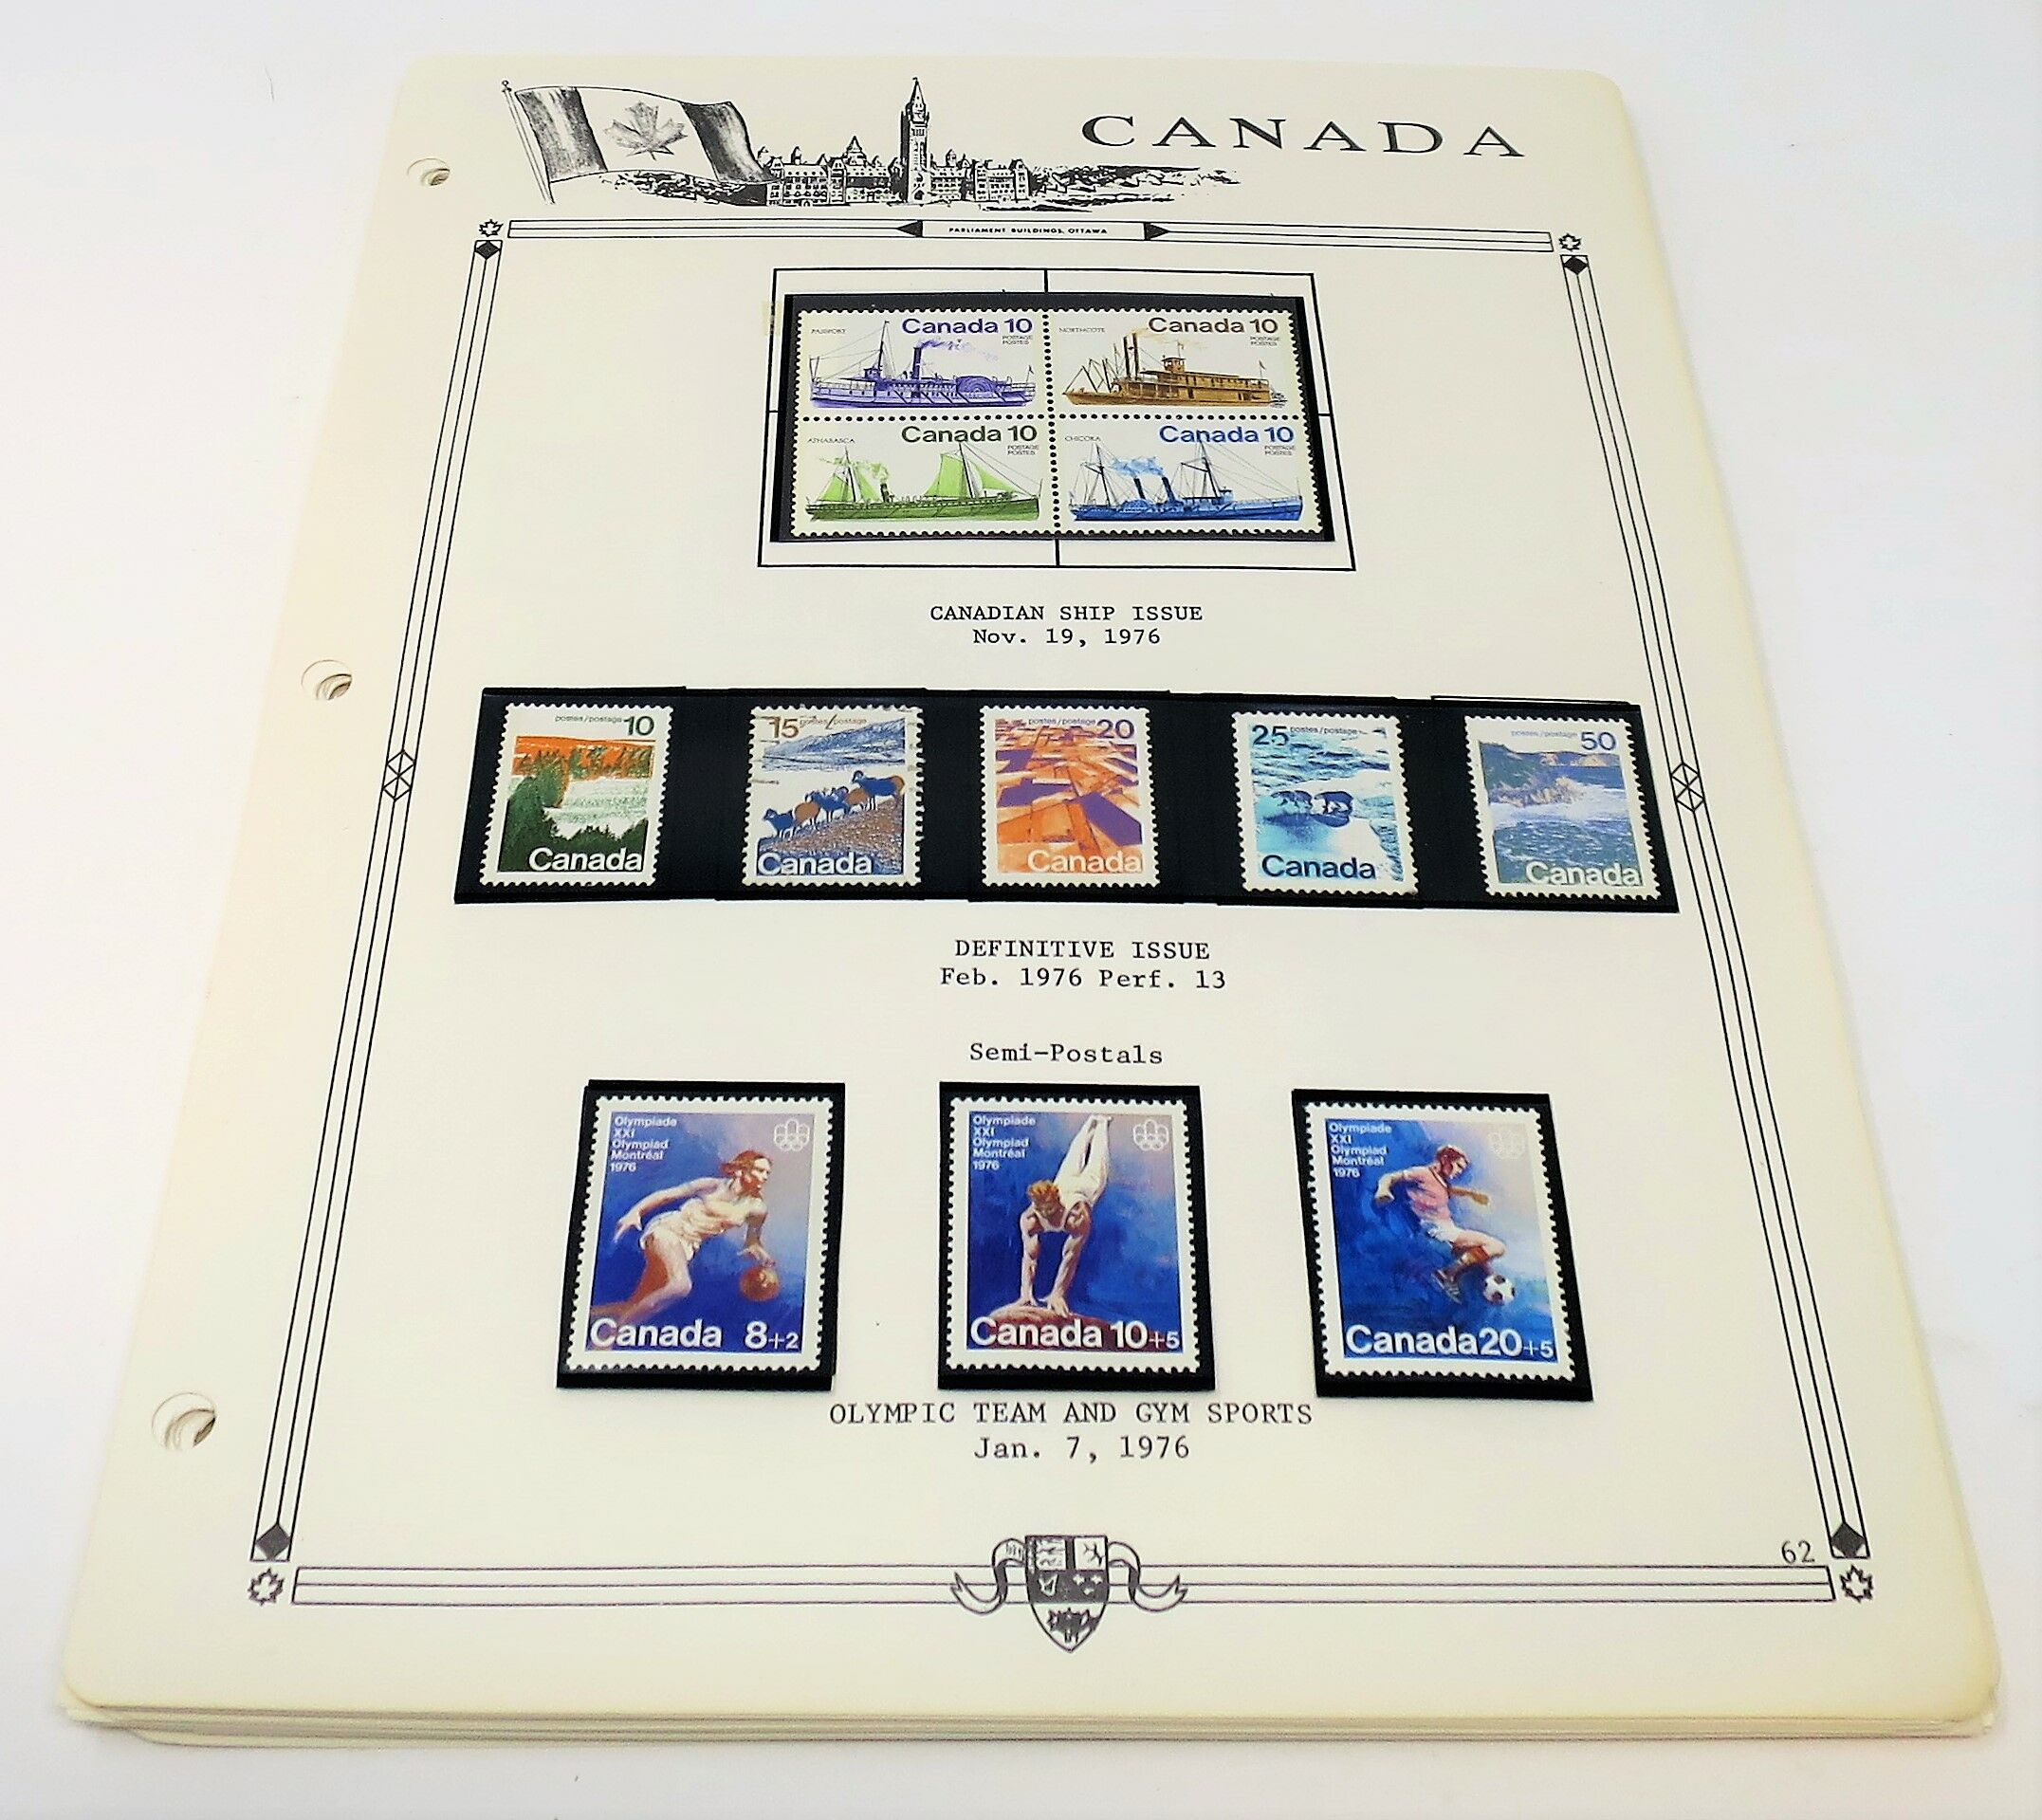 CANADA
PARLIAMENT BUILDINGS, OTTAWA
PASSPORT
Canada 10
POSTAGE
POSTES
NORTHCOTE
Canada 10
POSTAGE
POSTES
ATHABASCA
Canada 10
POSTAGE
POSTES
CHICORA
Canada 10
POSTAGE
POSTES
CANADIAN SHIP ISSUE
Nov. 19, 1976
postes/postage 10
Canada
15 postes/postage
Canada
postes/postage 20
Canada
25 postes/postage
Canada
postes/postage 50
Canada
DEFINITIVE ISSUE
Feb. 1976 Perf. 13
Semi-Postals
Olympiade
XXI
Olympiad
Montréal
1976
Canada 8+2
Olympiade
XXI
Olympiad
Montréal
1976
Canada 10+5
Olympiade
XXI
Olympiad
Montréal
1976
Canada 20+5
OLYMPIC TEAM AND GYM SPORTS
Jan. 7, 1976
62